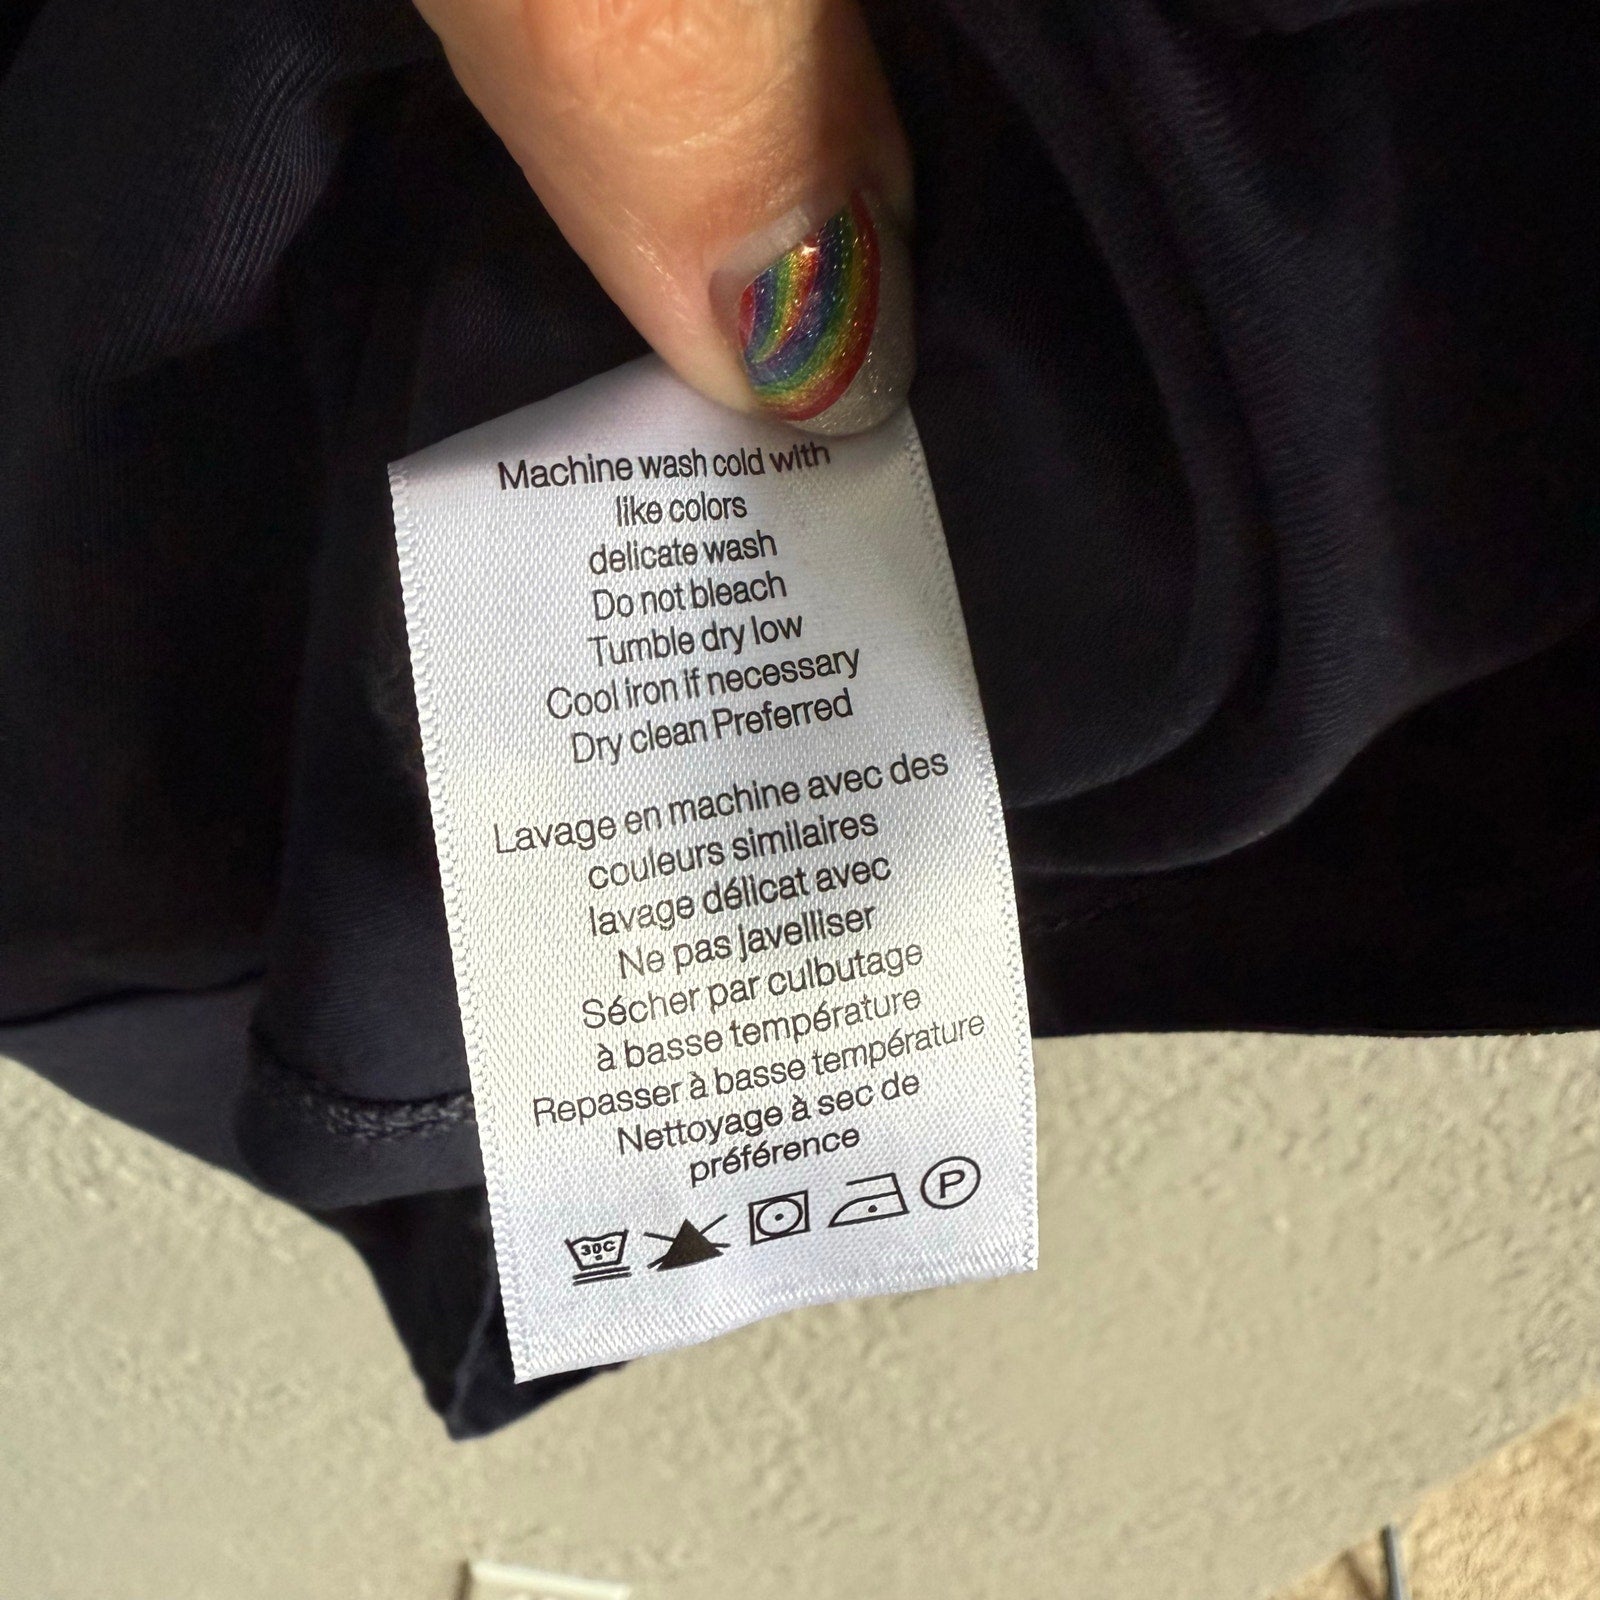 Machine wash cold with
like colors
delicate wash
Do not bleach
Tumble dry low
Cool iron if necessary
Dry clean Preferred
Lavage en machine avec des
couleurs similaires
lavage délicat avec
Ne pas javelliser
Sécher par culbutage
à basse température
Repasser à basse température
Nettoyage à sec de
préférence
30C P